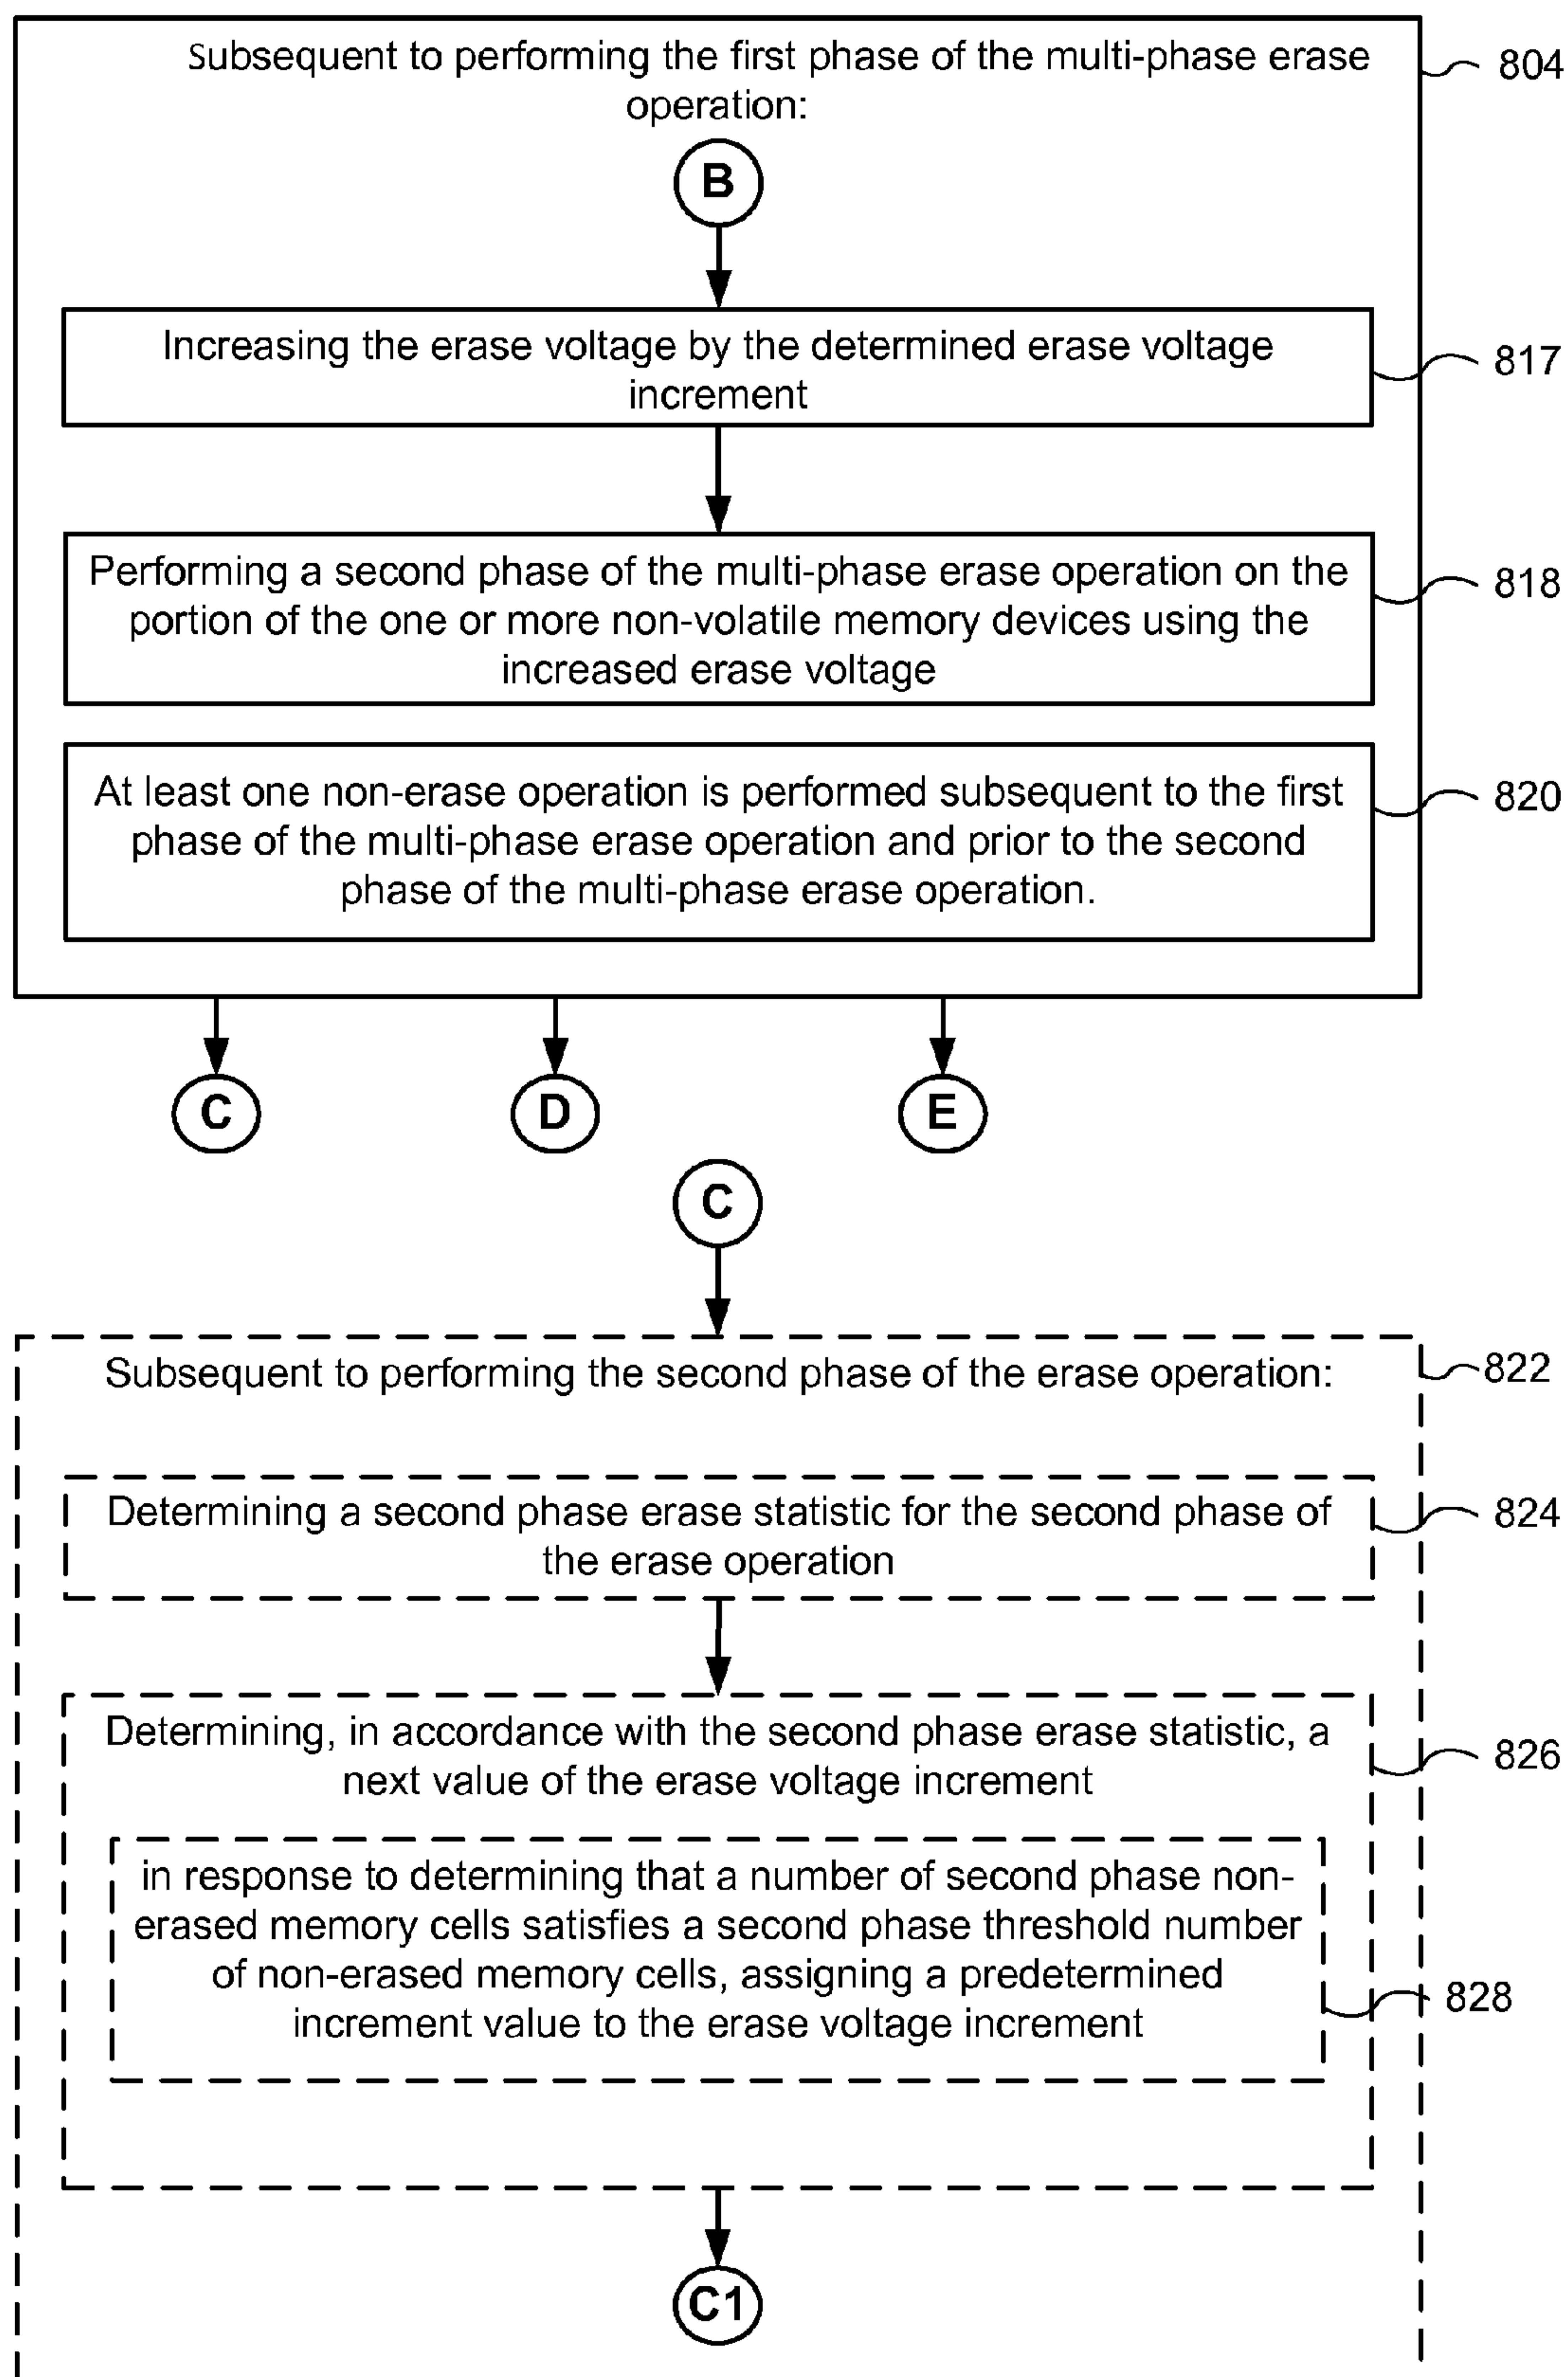 Subsequent to performing the first phase of the multi-phase erase
operation:
804
B
Increasing the erase voltage by the determined erase voltage
increment
817
Performing a second phase of the multi-phase erase operation on the
portion of the one or more non-volatile memory devices using the
increased erase voltage
818
At least one non-erase operation is performed subsequent to the first
phase of the multi-phase erase operation and prior to the second
phase of the multi-phase erase operation.
820
C
D
E
C
Subsequent to performing the second phase of the erase operation:
822
Determining a second phase erase statistic for the second phase of
the erase operation
824
Determining, in accordance with the second phase erase statistic, a
next value of the erase voltage increment
826
in response to determining that a number of second phase non-
erased memory cells satisfies a second phase threshold number
of non-erased memory cells, assigning a predetermined
increment value to the erase voltage increment
828
C1